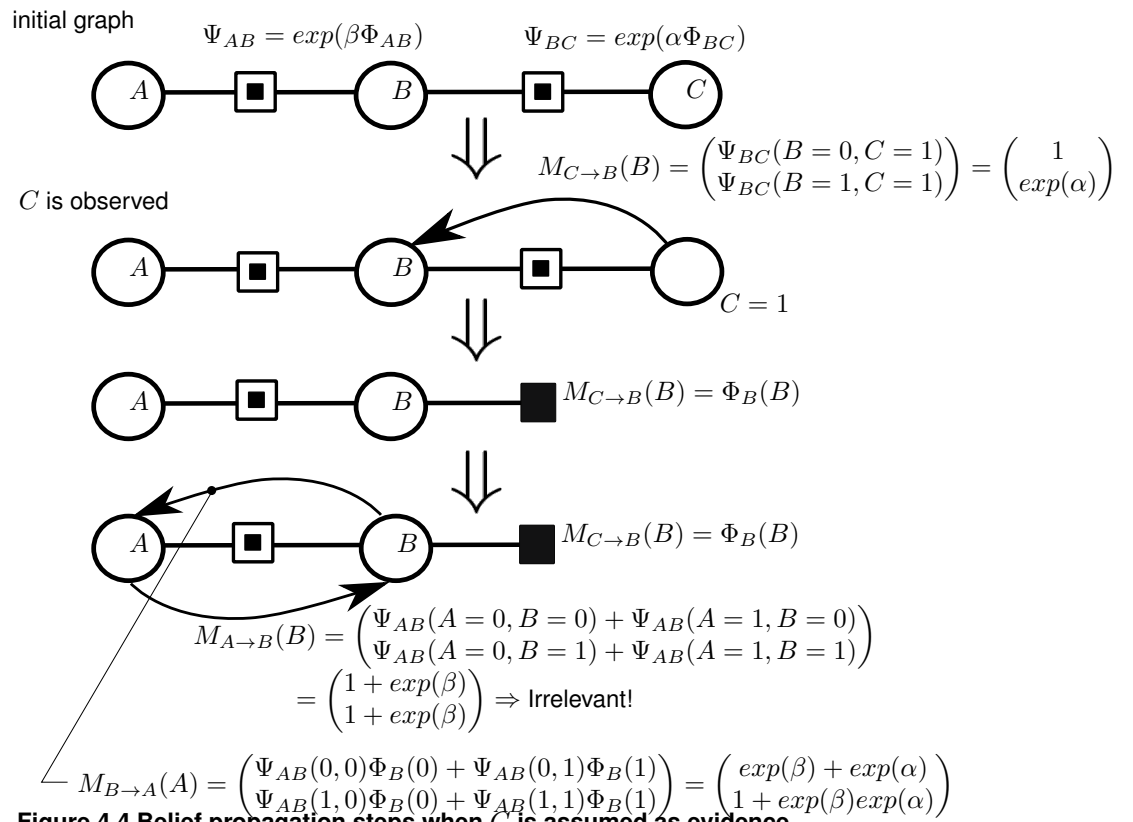 initial graph
Ψ_{AB} = exp(βΦ_{AB})
Ψ_{BC} = exp(αΦ_{BC})
A
B
C
M_{C→B}(B) = (Ψ_{BC}(B = 0, C = 1) / Ψ_{BC}(B = 1, C = 1)) = (1 / exp(α))
C is observed
A
B
C = 1
A
B
M_{C→B}(B) = Φ_B(B)
A
B
M_{C→B}(B) = Φ_B(B)
M_{A→B}(B) = (Ψ_{AB}(A = 0, B = 0) + Ψ_{AB}(A = 1, B = 0) / Ψ_{AB}(A = 0, B = 1) + Ψ_{AB}(A = 1, B = 1))
= (1 + exp(β) / 1 + exp(β)) ⇒ Irrelevant!
M_{B→A}(A) = (Ψ_{AB}(0, 0)Φ_B(0) + Ψ_{AB}(0, 1)Φ_B(1) / Ψ_{AB}(1, 0)Φ_B(0) + Ψ_{AB}(1, 1)Φ_B(1)) = (exp(β) + exp(α) / 1 + exp(β)exp(α))
Figure 4.4 Belief propagation steps when C is assumed as evidence